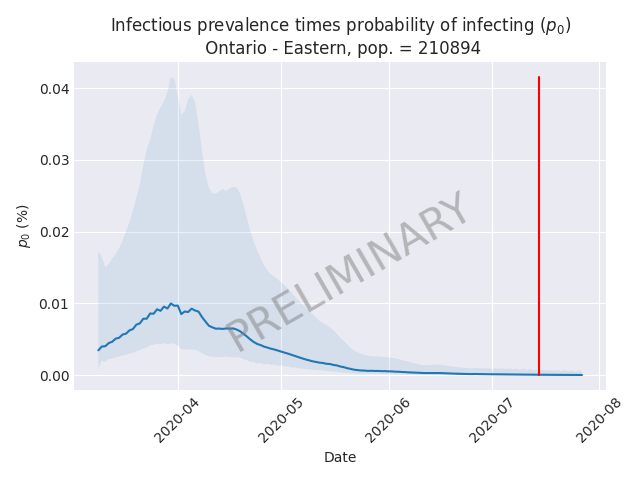 Infectious prevalence times probability of infecting (p₀)
Ontario - Eastern, pop. = 210894
0.04
0.03
0.02
0.01
0.00
p₀ (%)
PRELIMINARY
2020-04
2020-05
2020-06
2020-07
2020-08
Date